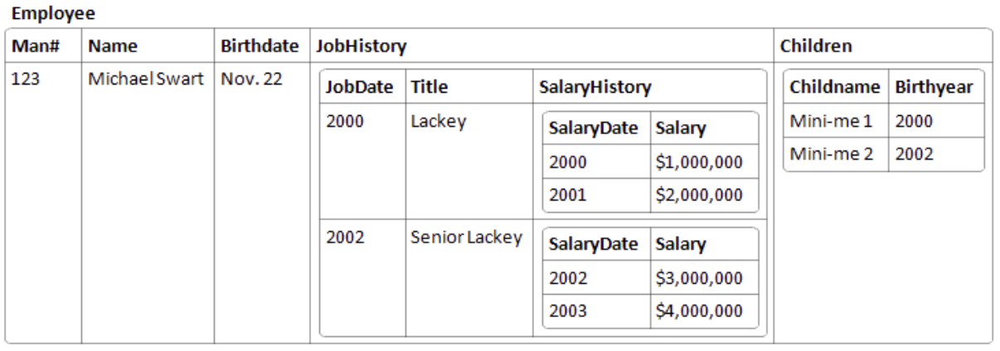 Employee
Man# Name Birthdate JobHistory Children
123 Michael Swart Nov. 22 JobDate Title SalaryHistory Childname Birthyear
2000 Lackey SalaryDate Salary Mini-me 1 2000
2000 $1,000,000 Mini-me 2 2002
2001 $2,000,000
2002 Senior Lackey SalaryDate Salary
2002 $3,000,000
2003 $4,000,000